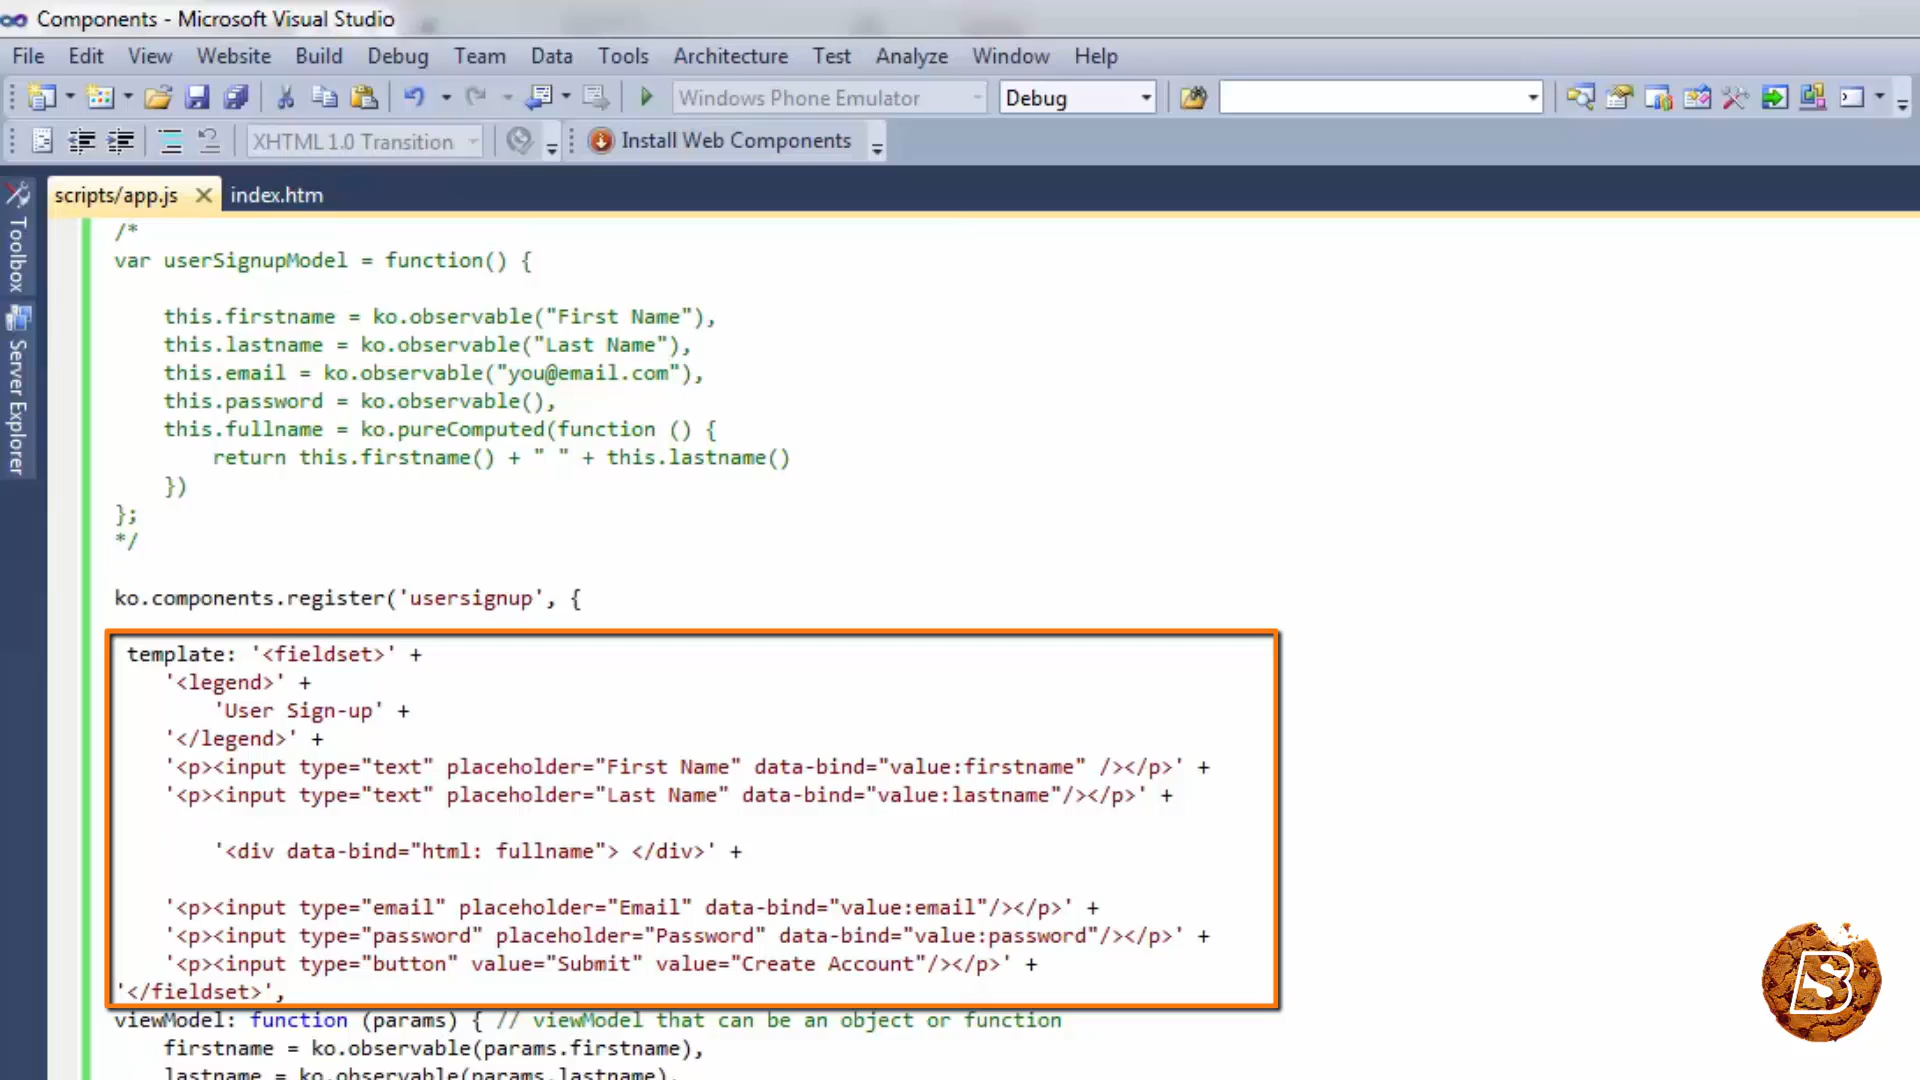 Components - Microsoft Visual Studio
File Edit View Website Build Debug Team Data Tools Architecture Test Analyze Window Help
Windows Phone Emulator Debug
XHTML 1.0 Transition Install Web Components
scripts/app.js index.htm
Toolbox
Server Explorer
/*
var userSignupModel = function() {
this.firstname = ko.observable("First Name"),
this.lastname = ko.observable("Last Name"),
this.email = ko.observable("you@email.com"),
this.password = ko.observable(),
this.fullname = ko.pureComputed(function () {
return this.firstname() + " " + this.lastname()
})
};
*/
ko.components.register('usersignup', {
template: '<fieldset>' +
'<legend>' +
'User Sign-up' +
'</legend>' +
'<p><input type="text" placeholder="First Name" data-bind="value:firstname" /></p>' +
'<p><input type="text" placeholder="Last Name" data-bind="value:lastname"/></p>' +
'<div data-bind="html: fullname"> </div>' +
'<p><input type="email" placeholder="Email" data-bind="value:email"/></p>' +
'<p><input type="password" placeholder="Password" data-bind="value:password"/></p>' +
'<p><input type="button" value="Submit" value="Create Account"/></p>' +
'</fieldset>',
viewModel: function (params) { // viewModel that can be an object or function
firstname = ko.observable(params.firstname),
lastname = ko.observable(params.lastname),